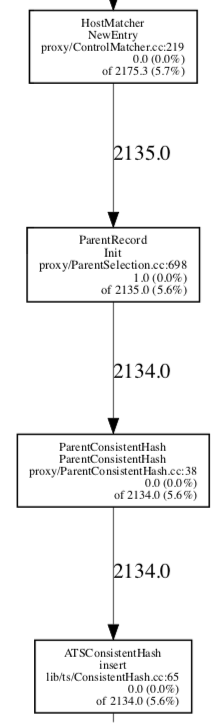 HostMatcher
NewEntry
proxy/ControlMatcher.cc:219
0.0 (0.0%)
of 2175.3 (5.7%)
2135.0
ParentRecord
Init
proxy/ParentSelection.cc:698
1.0 (0.0%)
of 2135.0 (5.6%)
2134.0
ParentConsistentHash
ParentConsistentHash
proxy/ParentConsistentHash.cc:38
0.0 (0.0%)
of 2134.0 (5.6%)
2134.0
ATSConsistentHash
insert
lib/ts/ConsistentHash.cc:65
0.0 (0.0%)
of 2134.0 (5.6%)